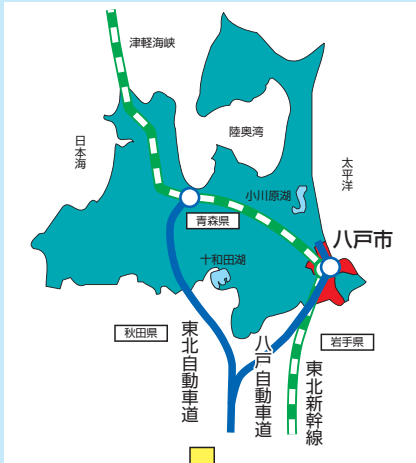 津軽海峡
日本海
陸奥湾
太平洋
小川原湖
青森県
八戸市
十和田湖
秋田県
岩手県
東北自動車道
八戸自動車道
東北新幹線